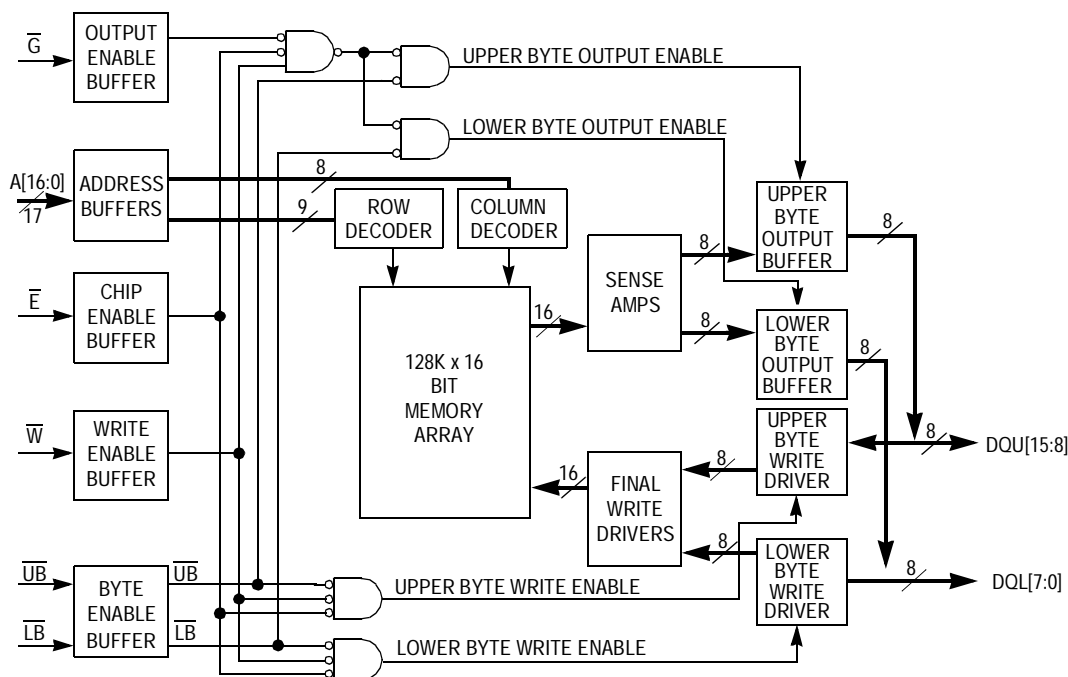 G
OUTPUT
ENABLE
BUFFER
UPPER BYTE OUTPUT ENABLE
LOWER BYTE OUTPUT ENABLE
A[16:0]
17
ADDRESS
BUFFERS
8
9
ROW
DECODER
COLUMN
DECODER
E
CHIP
ENABLE
BUFFER
128K x 16
BIT
MEMORY
ARRAY
16
SENSE
AMPS
8
8
UPPER
BYTE
OUTPUT
BUFFER
8
LOWER
BYTE
OUTPUT
BUFFER
8
W
WRITE
ENABLE
BUFFER
16
FINAL
WRITE
DRIVERS
8
8
UPPER
BYTE
WRITE
DRIVER
8
DQU[15:8]
LOWER
BYTE
WRITE
DRIVER
8
DQL[7:0]
UB
LB
BYTE
ENABLE
BUFFER
UB
LB
UPPER BYTE WRITE ENABLE
LOWER BYTE WRITE ENABLE